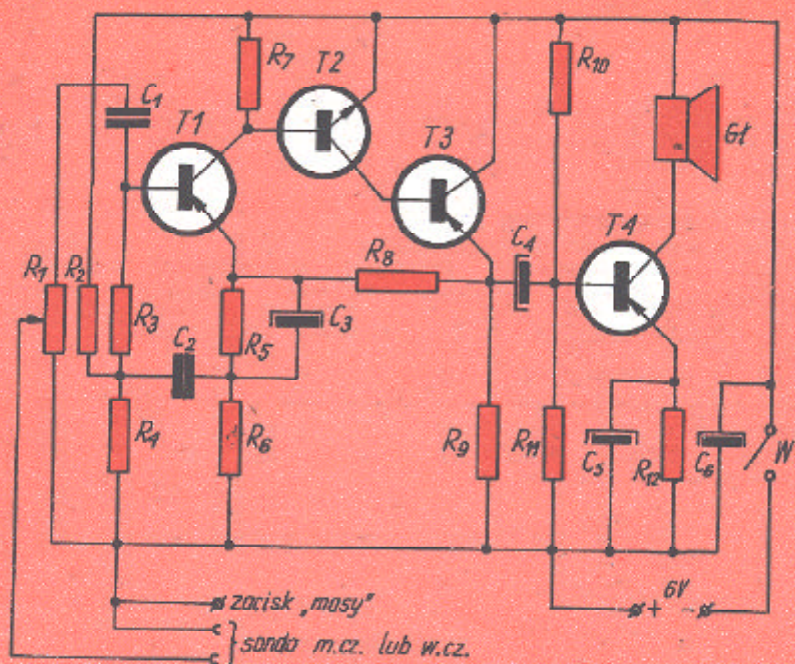 R7
T2
R10
C1
T1
T3
Gł
C4
T4
R8
R1
R2
R3
C2
R5
C3
R4
R6
R9
R11
C5
R12
C6
W
zacisk „masy"
+ 6V -
sonda m.cz. lub w.cz.